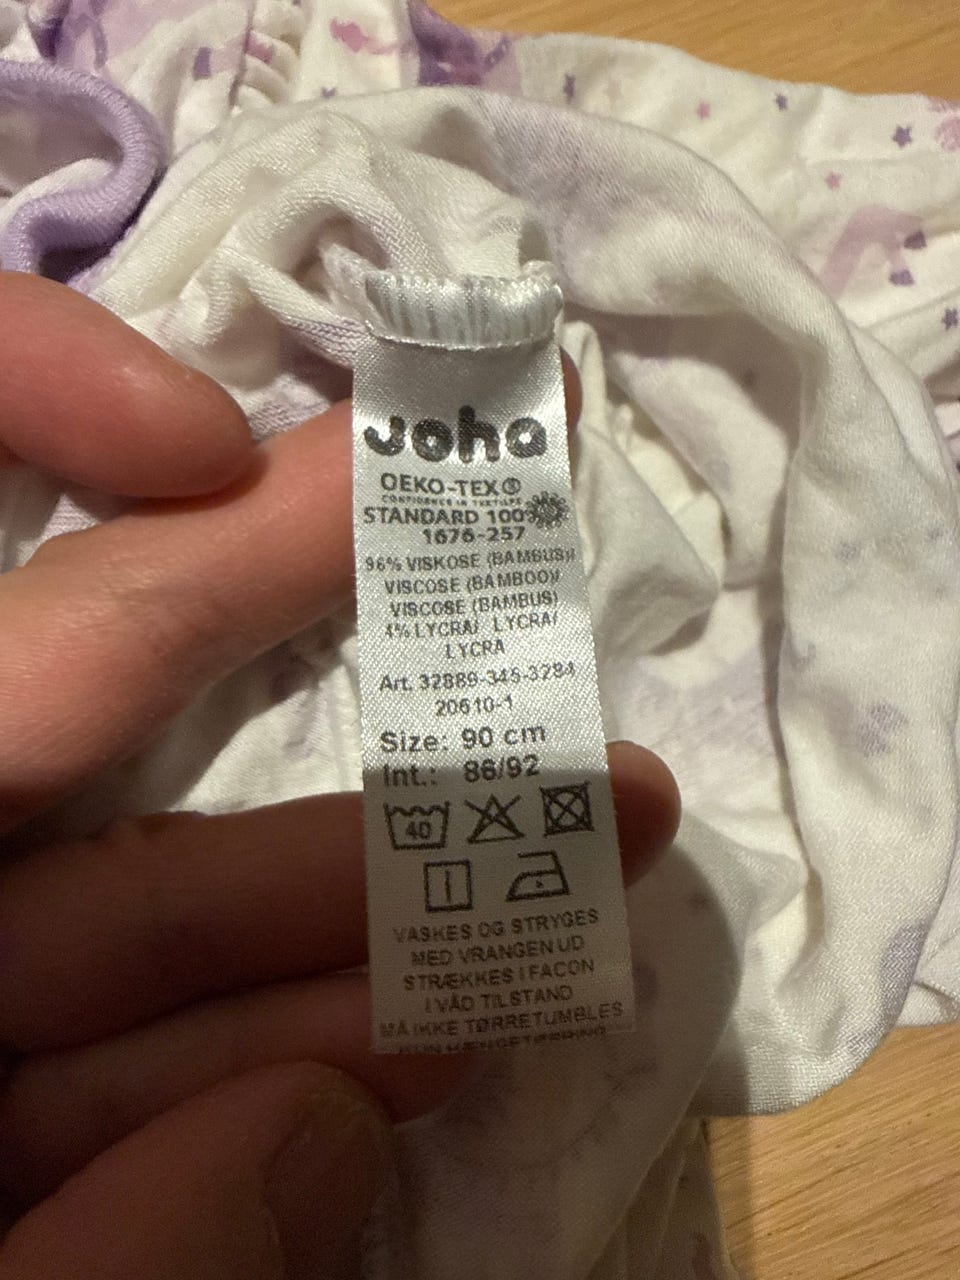 Joha
OEKO-TEX®
CONFIDENCE IN TEXTILES
STANDARD 100
1676-257
96% VISKOSE (BAMBUS)/
VISCOSE (BAMBOO)/
VISCOSE (BAMBUS)
4% LYCRA/ LYCRA/
LYCRA
Art. 32889-345-3284
20610-1
Size: 90 cm
Int.: 86/92
40
VASKES OG STRYGES
MED VRANGEN UD
STRÆKKES I FACON
I VÅD TILSTAND
MÅ IKKE TØRRETUMBLES